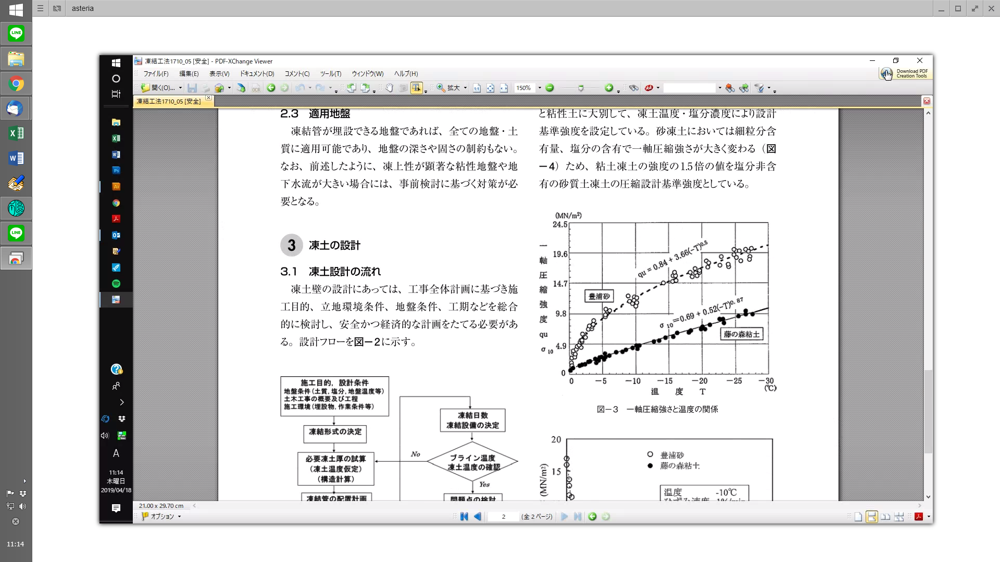 asteria
LINE
LINE
11:14
凍結工法1710_05 [安全] - PDF-XChange Viewer
ファイル(F) 編集(E) 表示(V) ドキュメント(D) コメント(C) ツール(T) ウィンドウ(W) ヘルプ(H)
Download PDF
Creation Tools
開く(O)... OCR 拡大 150%
凍結工法1710_05 [安全]
2.3 適用地盤
凍結管が埋設できる地盤であれば、全ての地盤・土
質に適用可能であり、地盤の深さや固さの制約もない。
なお、前述したように、凍上性が顕著な粘性地盤や地
下水流が大きい場合には、事前検討に基づく対策が必
要となる。
3 凍土の設計
3.1 凍土設計の流れ
凍土壁の設計にあっては、工事全体計画に基づき施
工目的、立地環境条件、地盤条件、工期などを総合
的に検討し、安全かつ経済的な計画をたてる必要があ
る。設計フローを図－2に示す。
施工目的，設計条件
地盤条件（土質，塩分，地盤温度等）
土木工事の概要及び工程
施工環境（埋設物，作業条件等）
凍結形式の決定
必要凍土厚の試算
（凍土温度仮定）
（構造計算）
凍結管の配置計画
凍結日数
凍結設備の決定
No
ブライン温度
凍土温度の確認
Yes
問題点の検討
と粘性土に大別して、凍土温度・塩分濃度により設計
基準強度を設定している。砂凍土においては細粒分含
有量、塩分の含有で一軸圧縮強さが大きく変わる（図
－4）ため、粘土凍土の強度の1.5倍の値を塩分非含
有の砂質土凍土の圧縮設計基準強度としている。
(MN/m²)
24.5
19.6
14.7
9.8
4.9
0
一軸圧縮強度 qu σ10
qu = 0.84 + 3.66(−T)0.5
豊浦砂
σ10＝0.69 + 0.52(−T)0.87
藤の森粘土
0 −5 −10 −15 −20 −25 −30
(℃)
温 度 T
図－3 一軸圧縮強さと温度の関係
20
15
(MN/m²)
豊浦砂
藤の森粘土
温度 -10℃
ひずみ速度 1%/min
A
11:14
木曜日
2019/04/18
21.00 x 29.70 cm
オプション
2 (全 2 ページ)